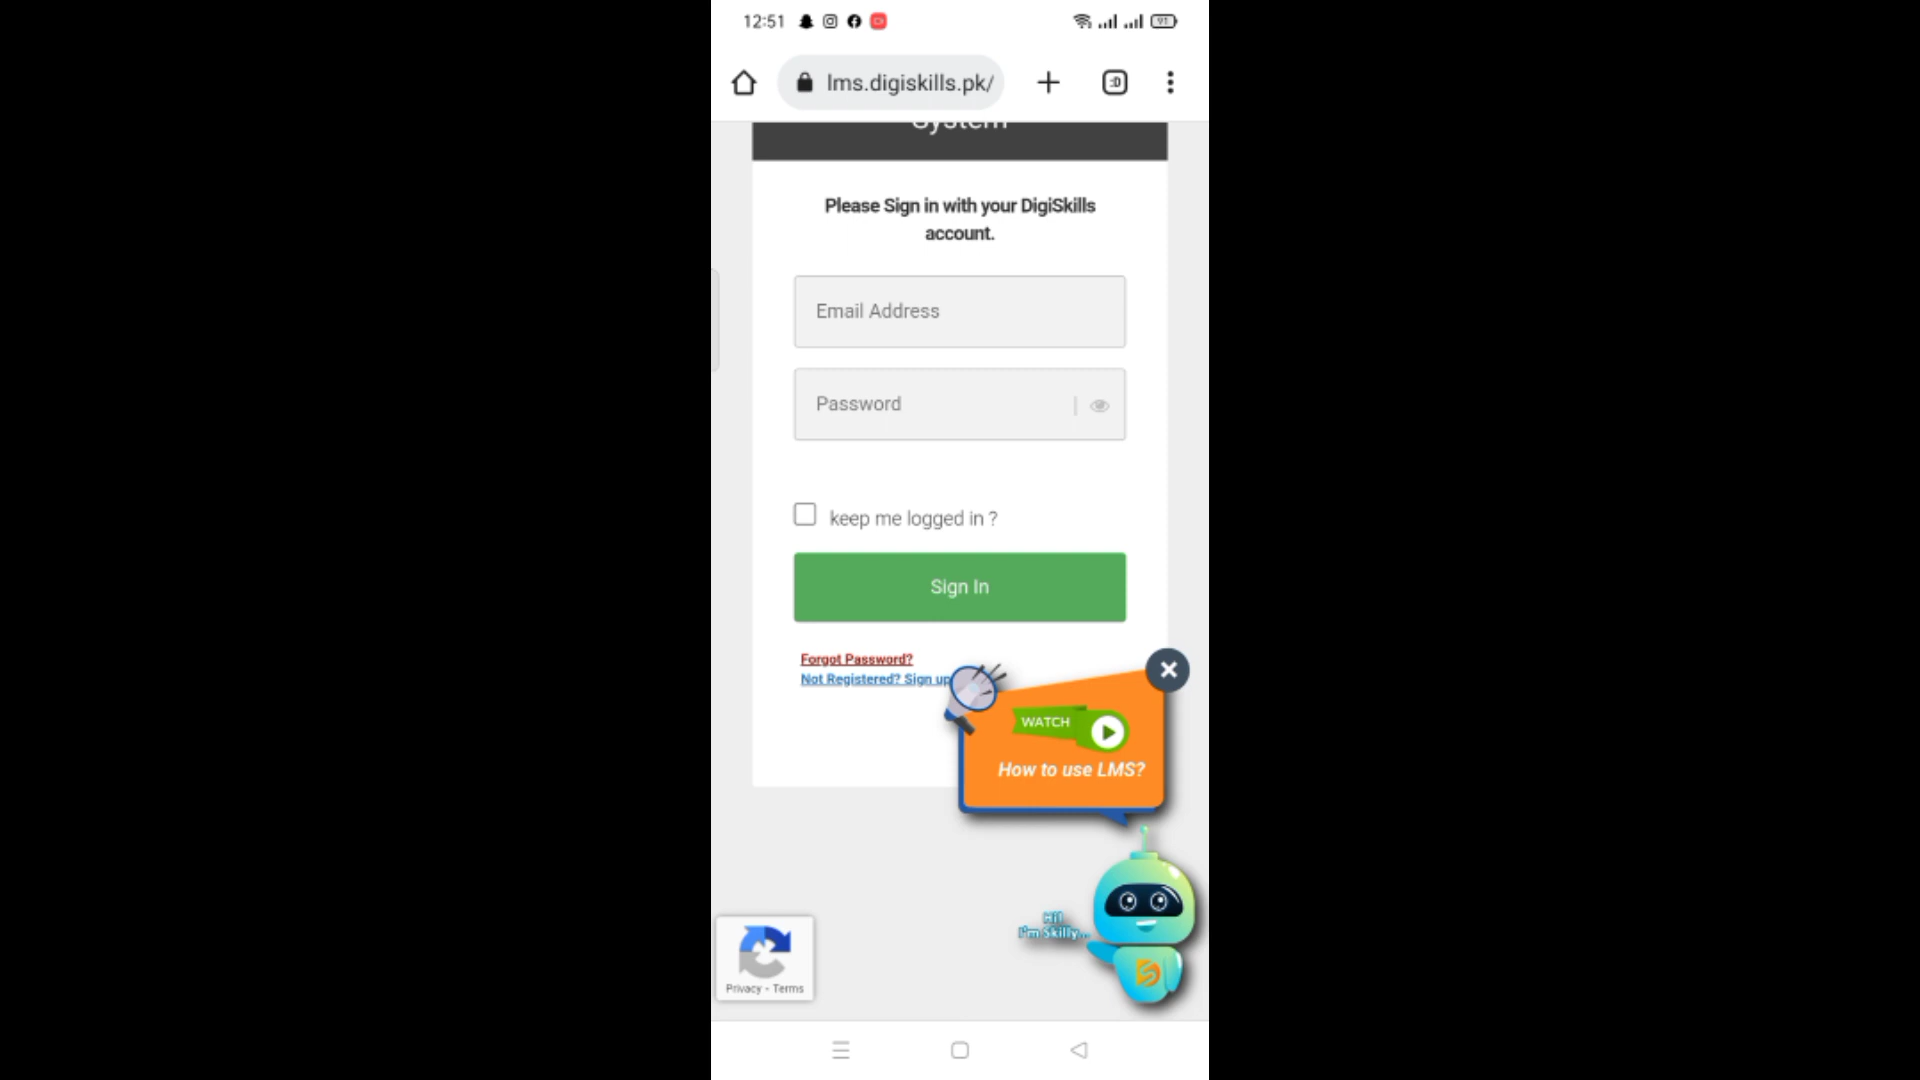 12:51
91
lms.digiskills.pk/
:D
System
Please Sign in with your DigiSkills
account.
Email Address
Password
keep me logged in ?
Sign In
Forgot Password?
Not Registered? Sign up
WATCH
How to use LMS?
Hi!
I'm Skilly...
Privacy - Terms